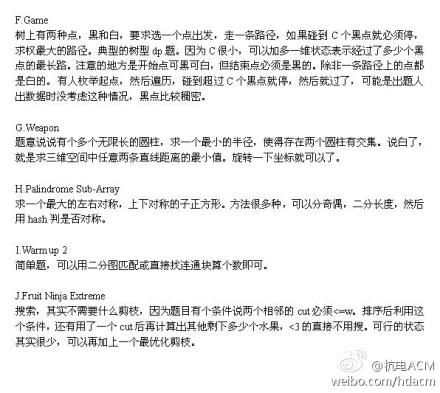 F.Game
树上有两种点，黑和白，要求选一个点出发，走一条路径，如果碰到 C 个黑点就必须停，
求权最大的路径。典型的树型 dp 题。因为 C 很小，可以加多一维状态表示经过了多少个黑
点的最长路。注意的地方是开始点可黑可白，但结束点必须是黑的。除非一条路径上的点都
是白的。有人枚举起点，然后遍历，碰到超过 C 个黑点就停，然后就过了，可能是出题人
出数据时没考虑这种情况，黑点比较稠密。
G.Weapon
题意说说有个多个无限长的圆柱，求一个最小的半径，使得存在两个圆柱有交集。说白了，
就是求三维空间中任意两条直线距离的最小值。旋转一下坐标就可以了。
H.Palindrome Sub-Array
求一个最大的左右对称，上下对称的子正方形。方法很多种，可以分奇偶，二分长度，然后
用 hash 判是否对称。
I.Warm up 2
简单题，可以用二分图匹配或直接找连通块算个数即可。
J.Fruit Ninja Extreme
搜索，其实不需要什么剪枝，因为题目有个条件说两个相邻的 cut 必须<=w。排序后利用这
个条件，还有用了一个 cut 后再计算出其他剩下多少个水果，<3 的直接不用搜。可行的状态
其实很少，可以再加上一个最优化剪枝。
@杭电ACM
weibo.com/hdacm